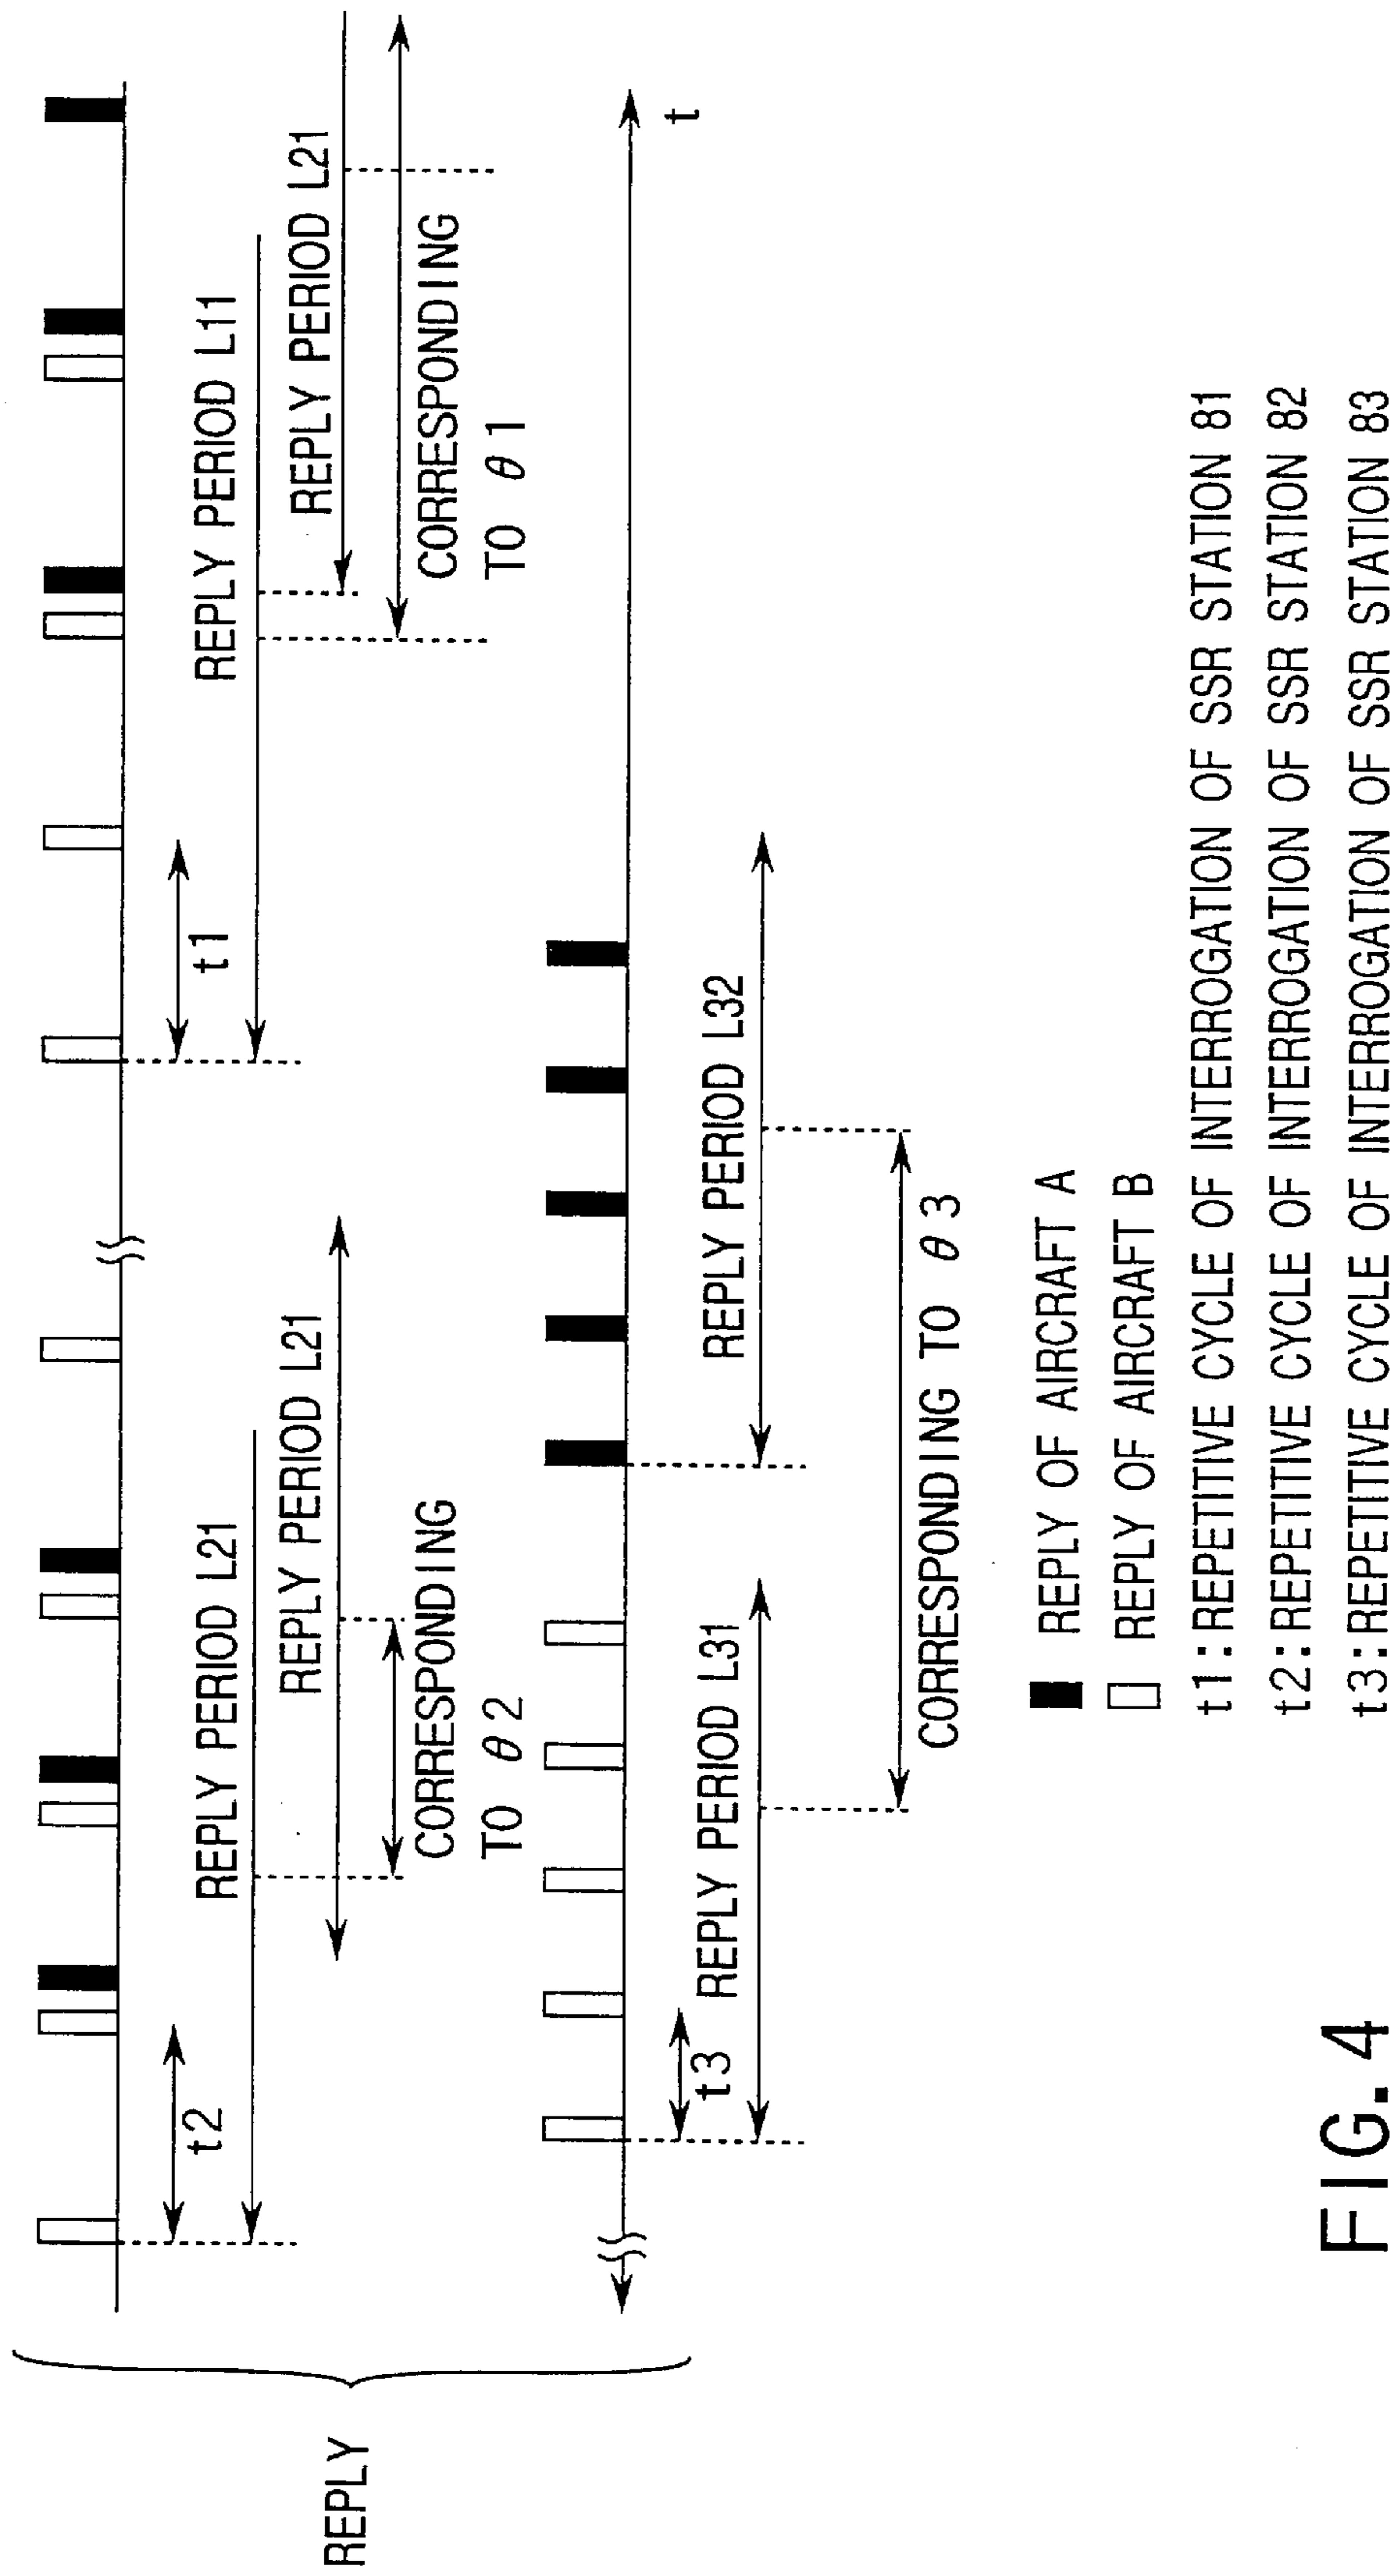 REPLY
t2
REPLY PERIOD L21
REPLY PERIOD L21
CORRESPONDING
TO θ2
t1
REPLY PERIOD L11
REPLY PERIOD L21
CORRESPONDING
TO θ1
t3
REPLY PERIOD L31
REPLY PERIOD L32
CORRESPONDING TO θ3
t
REPLY OF AIRCRAFT A
REPLY OF AIRCRAFT B
t1:REPETITIVE CYCLE OF INTERROGATION OF SSR STATION 81
t2:REPETITIVE CYCLE OF INTERROGATION OF SSR STATION 82
t3:REPETITIVE CYCLE OF INTERROGATION OF SSR STATION 83
FIG. 4